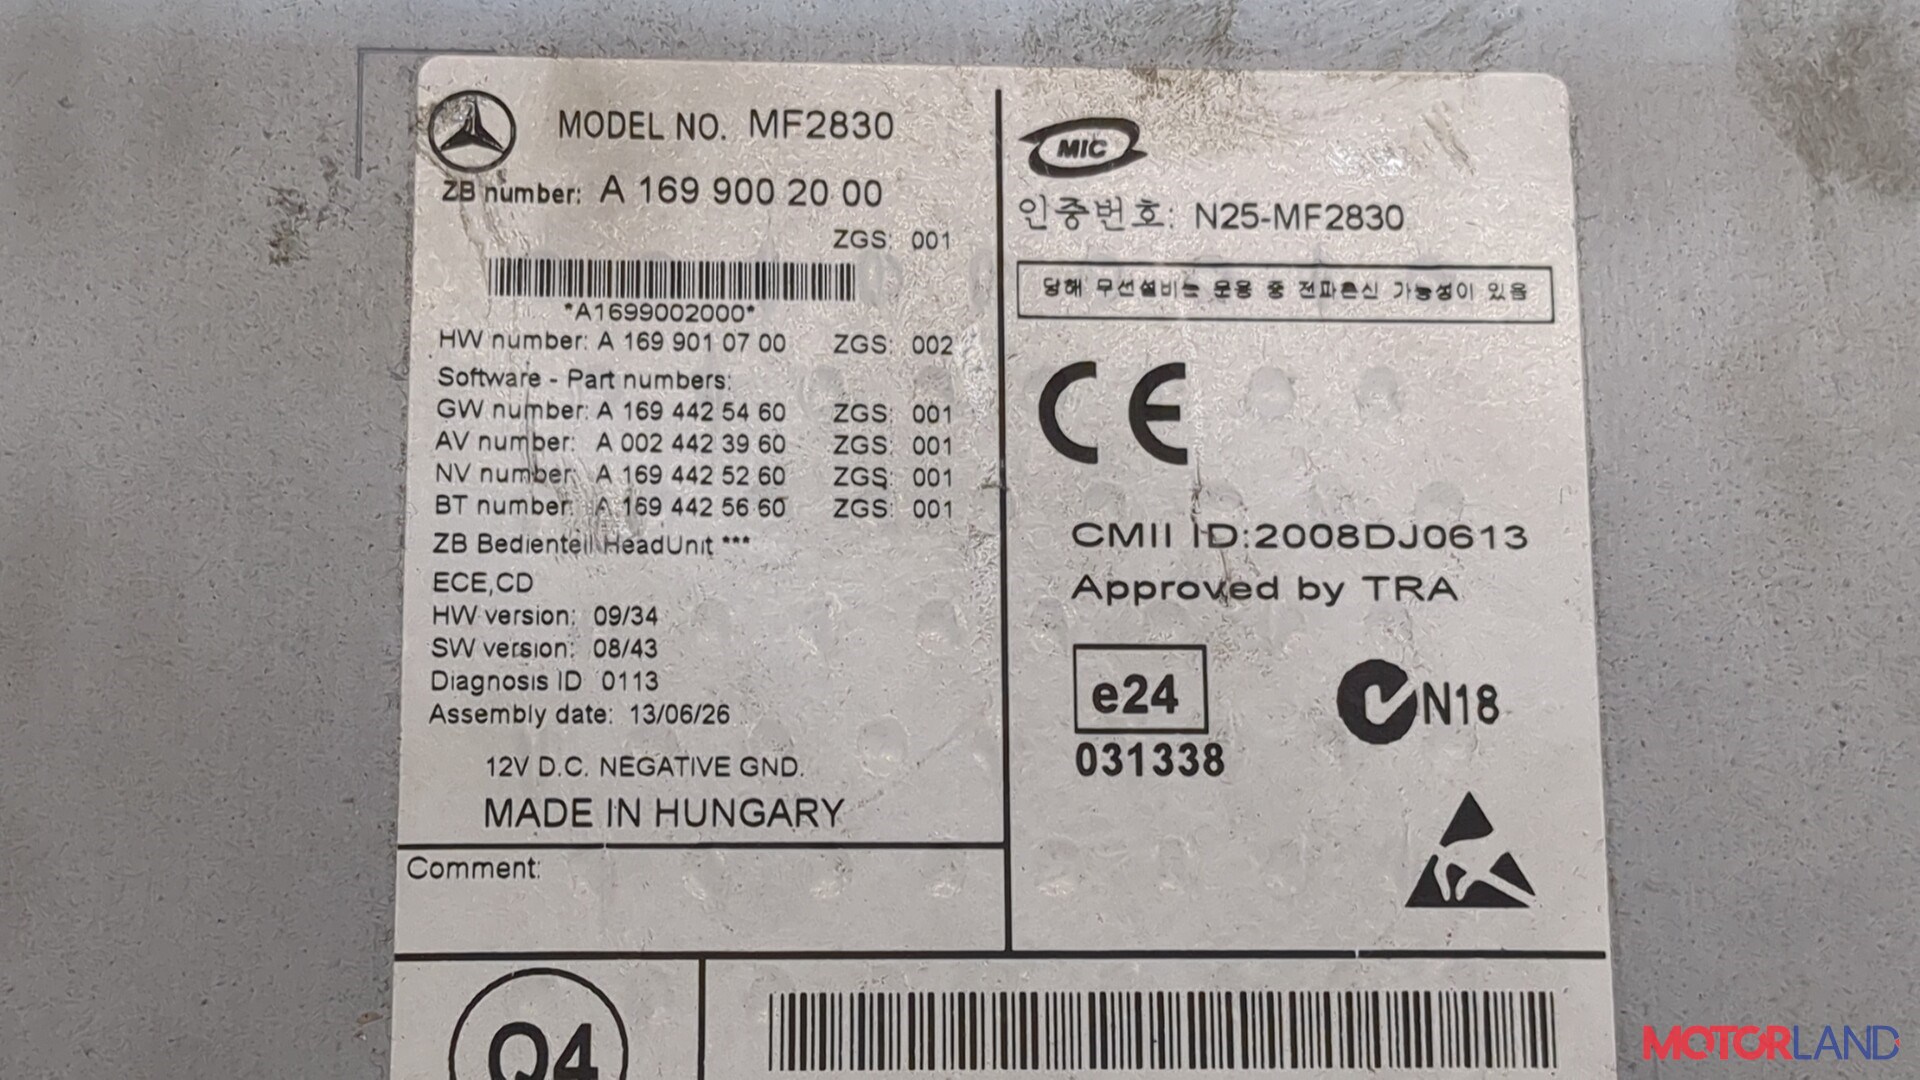 MODEL NO. MF2830
ZB number: A 169 900 20 00
ZGS: 001
*A1699002000*
HW number: A 169 901 07 00 ZGS: 002
Software - Part numbers:
GW number: A 169 442 54 60 ZGS: 001
AV number: A 002 442 39 60 ZGS: 001
NV number: A 169 442 52 60 ZGS: 001
BT number: A 169 442 56 60 ZGS: 001
ZB Bedienteil HeadUnit ***
ECE,CD
HW version: 09/34
SW version: 08/43
Diagnosis ID 0113
Assembly date: 13/06/26
12V D.C. NEGATIVE GND.
MADE IN HUNGARY
Comment:
MIC
인증번호: N25-MF2830
당해 무선설비는 운용 중 전파혼신 가능성이 있음
CE
CMII ID:2008DJ0613
Approved by TRA
e24
031338
N18
Q4
MOTORLAND